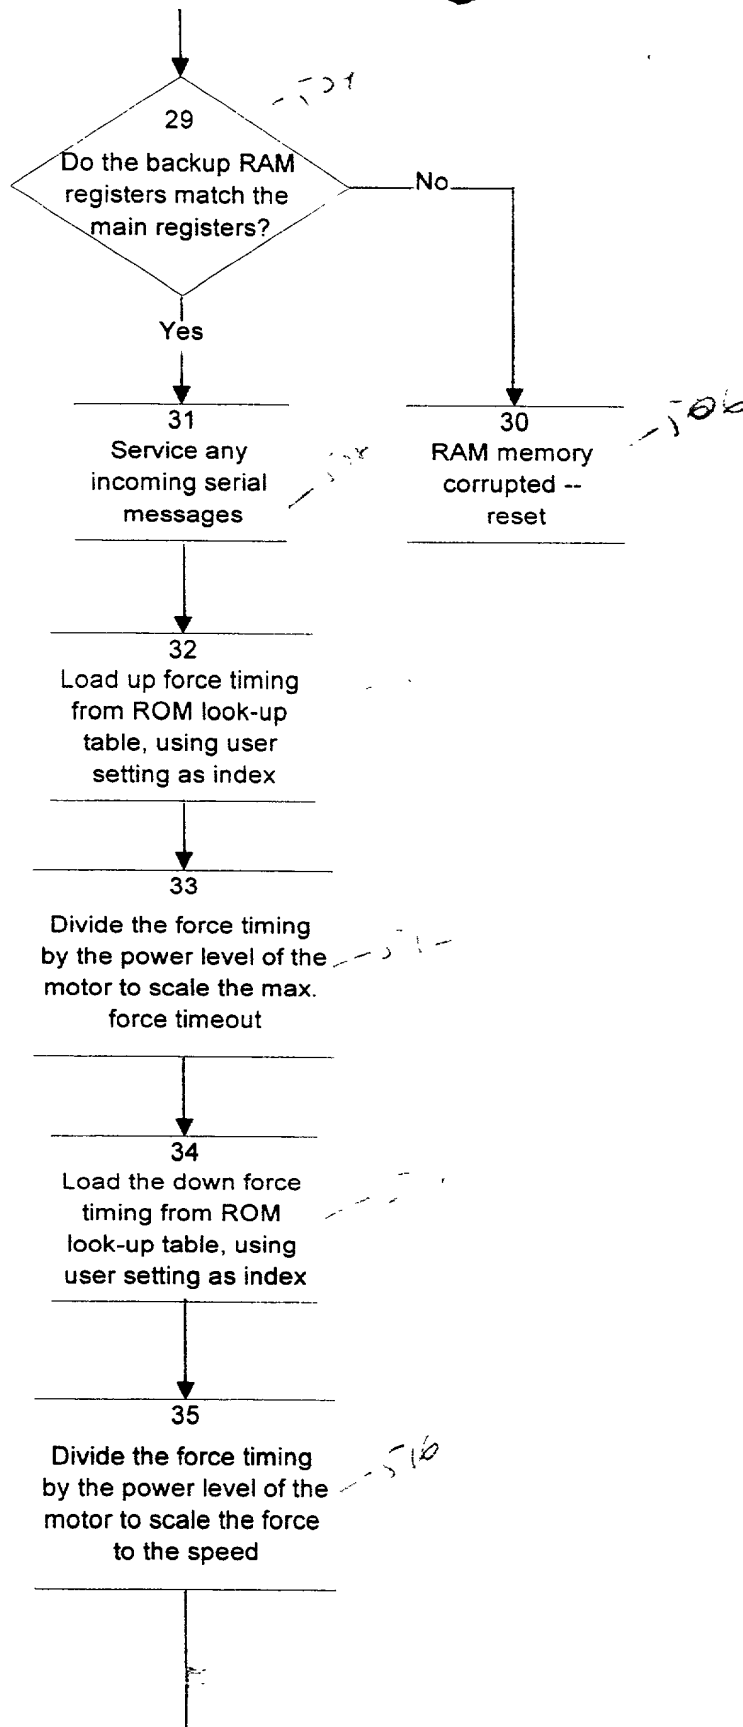 29
Do the backup RAM
registers match the
main registers?
No
Yes
31
Service any
incoming serial
messages
30
RAM memory
corrupted --
reset
506
32
Load up force timing
from ROM look-up
table, using user
setting as index
33
Divide the force timing
by the power level of the
motor to scale the max.
force timeout
34
Load the down force
timing from ROM
look-up table, using
user setting as index
35
Divide the force timing
by the power level of the
motor to scale the force
to the speed
516